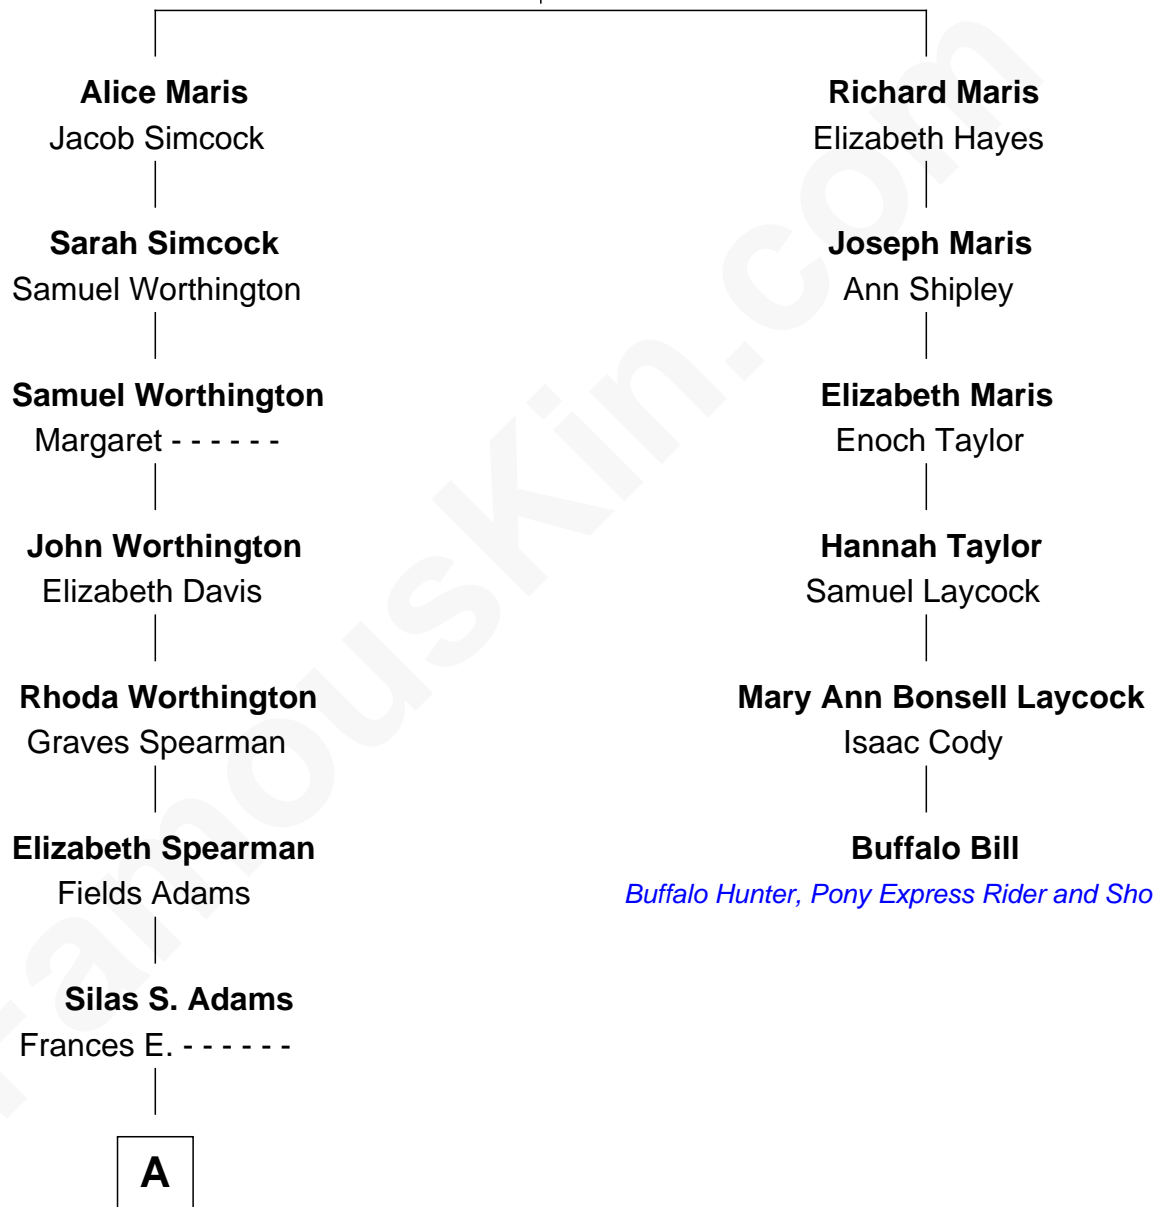 Alice Maris
Jacob Simcock
Sarah Simcock
Samuel Worthington
Samuel Worthington
Margaret - - - - - -
John Worthington
Elizabeth Davis
Rhoda Worthington
Graves Spearman
Elizabeth Spearman
Fields Adams
Silas S. Adams
Frances E. - - - - - -
A
Richard Maris
Elizabeth Hayes
Joseph Maris
Ann Shipley
Elizabeth Maris
Enoch Taylor
Hannah Taylor
Samuel Laycock
Mary Ann Bonsell Laycock
Isaac Cody
Buffalo Bill
Buffalo Hunter, Pony Express Rider and Sho
FamousKin.com